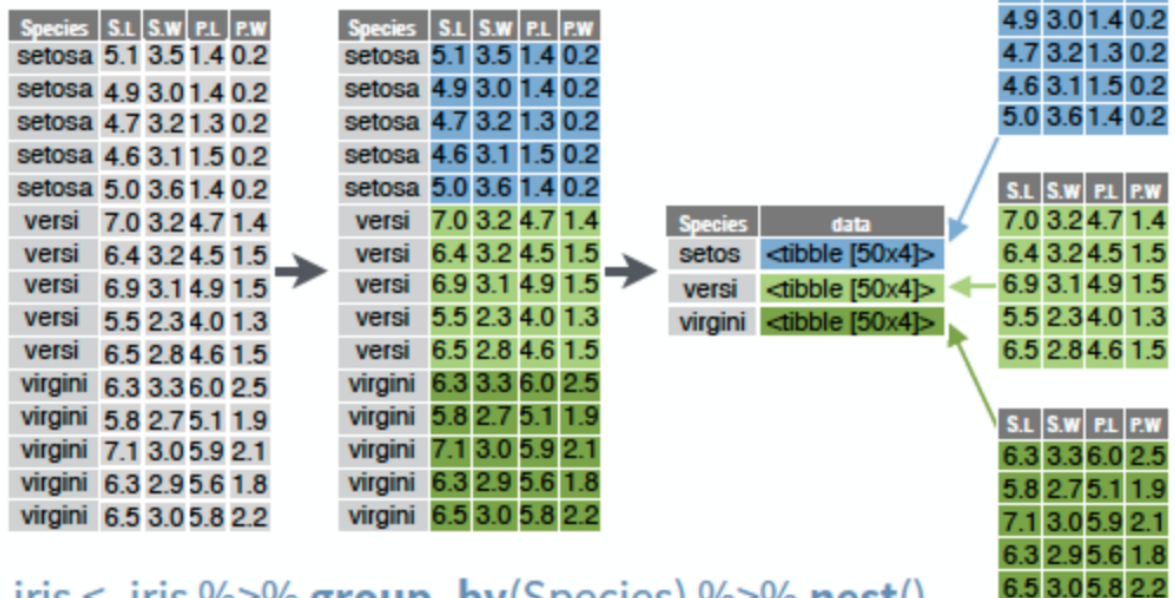 Species S.L S.W P.L P.W
setosa 5.1 3.5 1.4 0.2
setosa 4.9 3.0 1.4 0.2
setosa 4.7 3.2 1.3 0.2
setosa 4.6 3.1 1.5 0.2
setosa 5.0 3.6 1.4 0.2
versi 7.0 3.2 4.7 1.4
versi 6.4 3.2 4.5 1.5
versi 6.9 3.1 4.9 1.5
versi 5.5 2.3 4.0 1.3
versi 6.5 2.8 4.6 1.5
virgini 6.3 3.3 6.0 2.5
virgini 5.8 2.7 5.1 1.9
virgini 7.1 3.0 5.9 2.1
virgini 6.3 2.9 5.6 1.8
virgini 6.5 3.0 5.8 2.2
Species S.L S.W P.L P.W
setosa 5.1 3.5 1.4 0.2
setosa 4.9 3.0 1.4 0.2
setosa 4.7 3.2 1.3 0.2
setosa 4.6 3.1 1.5 0.2
setosa 5.0 3.6 1.4 0.2
versi 7.0 3.2 4.7 1.4
versi 6.4 3.2 4.5 1.5
versi 6.9 3.1 4.9 1.5
versi 5.5 2.3 4.0 1.3
versi 6.5 2.8 4.6 1.5
virgini 6.3 3.3 6.0 2.5
virgini 5.8 2.7 5.1 1.9
virgini 7.1 3.0 5.9 2.1
virgini 6.3 2.9 5.6 1.8
virgini 6.5 3.0 5.8 2.2
Species data
setos <tibble [50x4]>
versi <tibble [50x4]>
virgini <tibble [50x4]>
4.9 3.0 1.4 0.2
4.7 3.2 1.3 0.2
4.6 3.1 1.5 0.2
5.0 3.6 1.4 0.2
S.L S.W P.L P.W
7.0 3.2 4.7 1.4
6.4 3.2 4.5 1.5
6.9 3.1 4.9 1.5
5.5 2.3 4.0 1.3
6.5 2.8 4.6 1.5
S.L S.W P.L P.W
6.3 3.3 6.0 2.5
5.8 2.7 5.1 1.9
7.1 3.0 5.9 2.1
6.3 2.9 5.6 1.8
6.5 3.0 5.8 2.2
iris <- iris %>% group_by(Species) %>% nest()